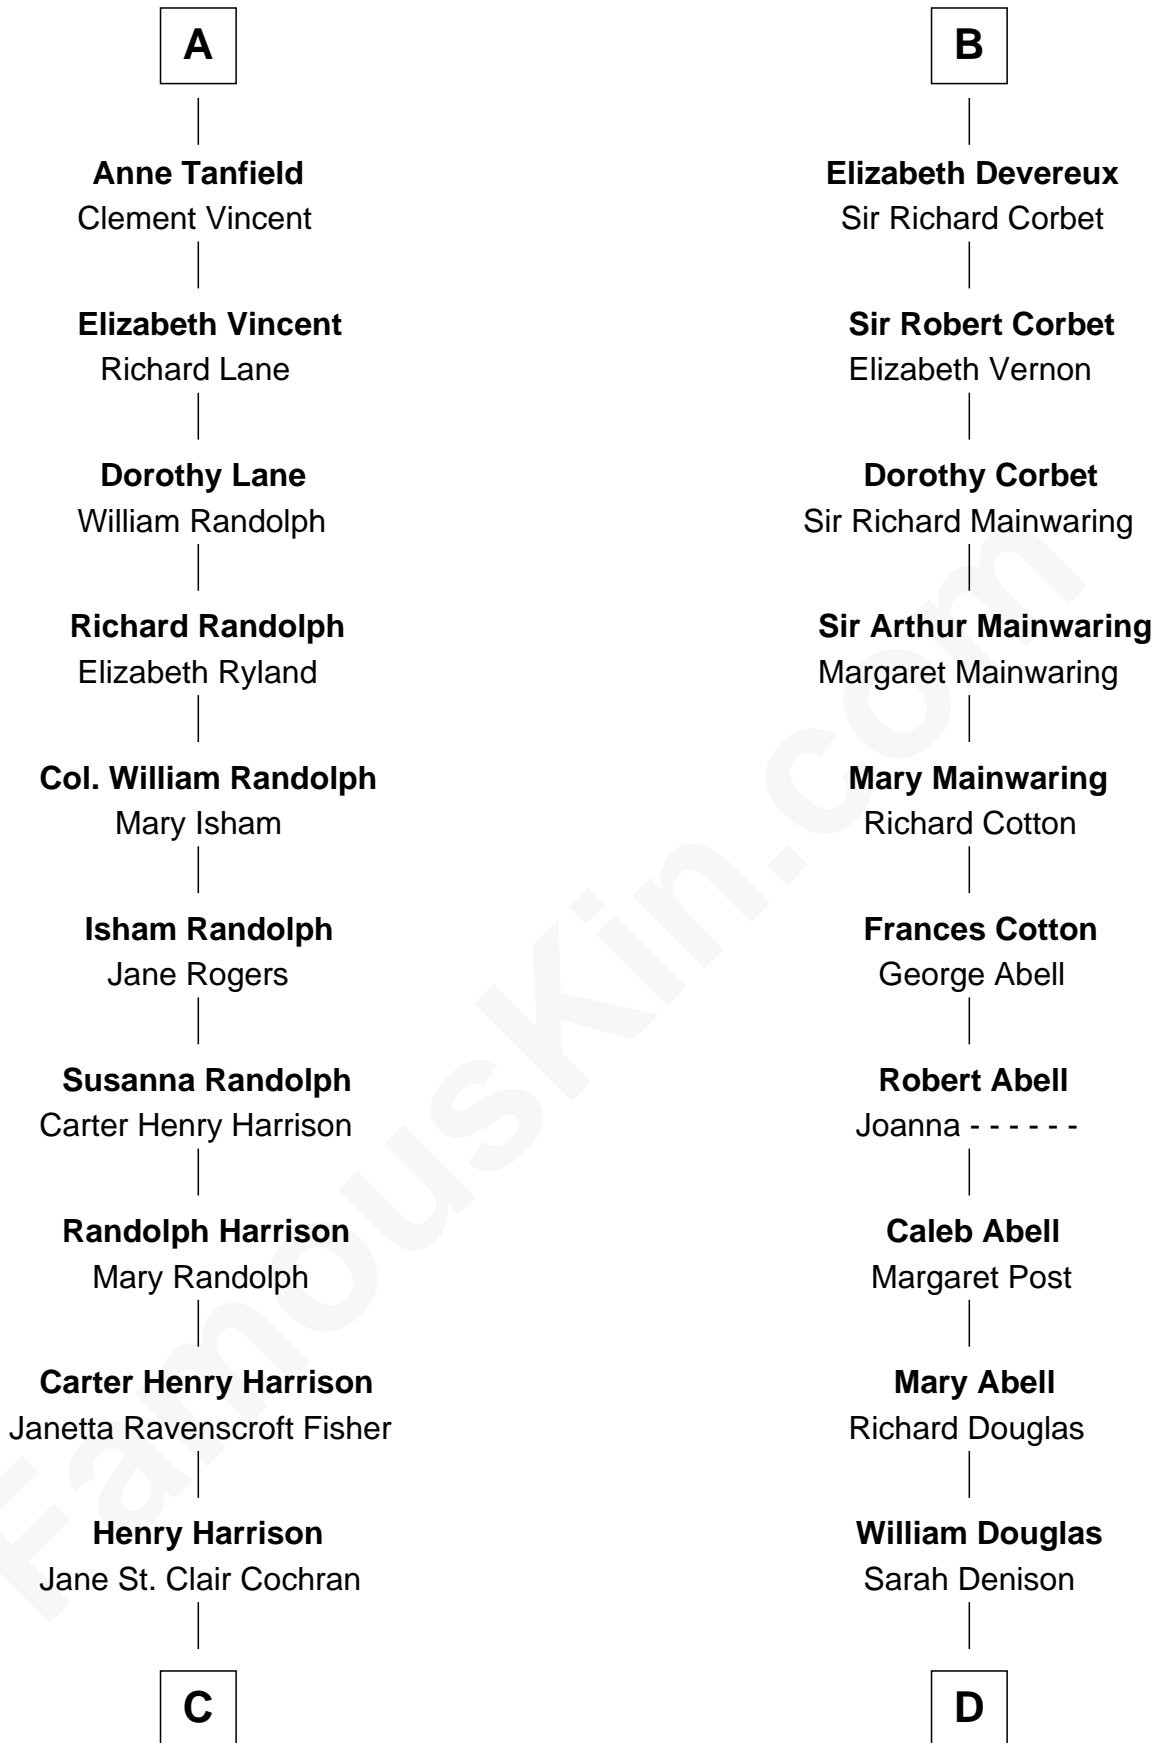 A
Anne Tanfield
Clement Vincent
Elizabeth Vincent
Richard Lane
Dorothy Lane
William Randolph
Richard Randolph
Elizabeth Ryland
Col. William Randolph
Mary Isham
Isham Randolph
Jane Rogers
Susanna Randolph
Carter Henry Harrison
Randolph Harrison
Mary Randolph
Carter Henry Harrison
Janetta Ravenscroft Fisher
Henry Harrison
Jane St. Clair Cochran
C
B
Elizabeth Devereux
Sir Richard Corbet
Sir Robert Corbet
Elizabeth Vernon
Dorothy Corbet
Sir Richard Mainwaring
Sir Arthur Mainwaring
Margaret Mainwaring
Mary Mainwaring
Richard Cotton
Frances Cotton
George Abell
Robert Abell
Joanna - - - - - -
Caleb Abell
Margaret Post
Mary Abell
Richard Douglas
William Douglas
Sarah Denison
D
FamousKin.com